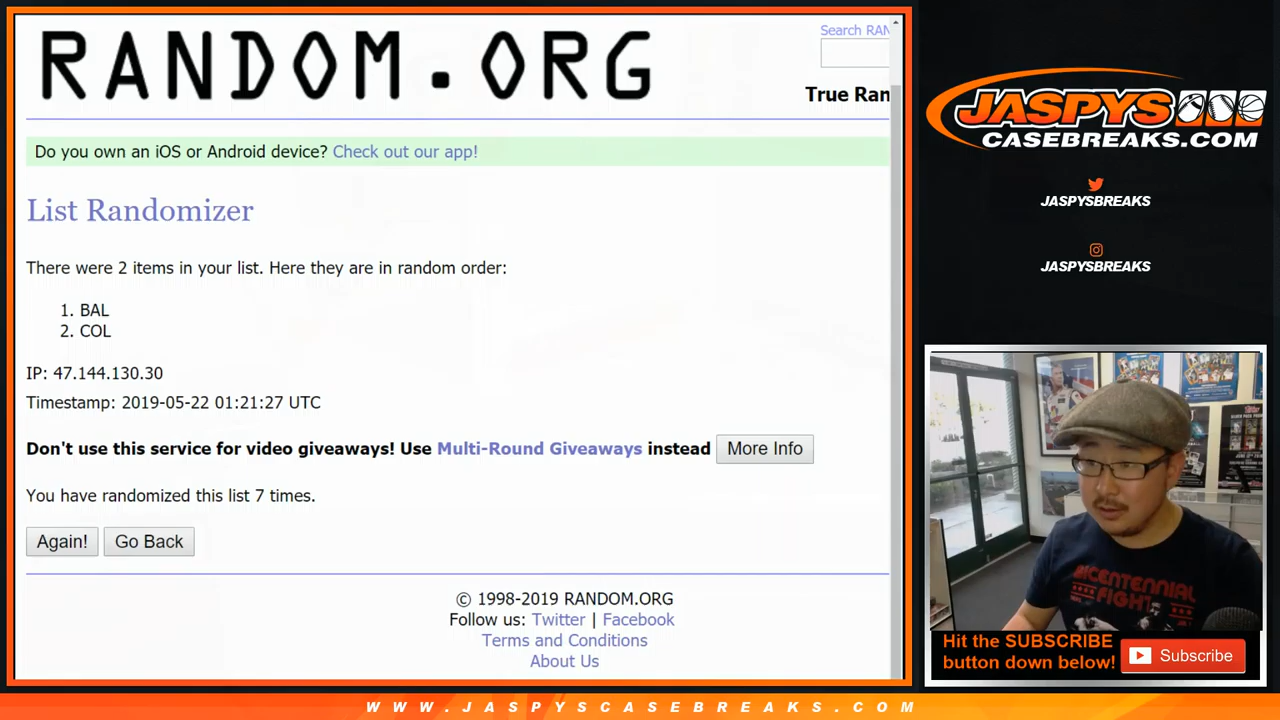 RANDOM.ORG
Search RAN
True Ran
Do you own an iOS or Android device? Check out our app!
List Randomizer
There were 2 items in your list. Here they are in random order:
1. BAL
2. COL
IP: 47.144.130.30
Timestamp: 2019-05-22 01:21:27 UTC
Don't use this service for video giveaways! Use Multi-Round Giveaways instead More Info
You have randomized this list 7 times.
Again! Go Back
© 1998-2019 RANDOM.ORG
Follow us: Twitter | Facebook
Terms and Conditions
About Us
JASPYS
CASEBREAKS.COM
JASPYSBREAKS
JASPYSBREAKS
BICENTENNIAL
FIGHT
Hit the SUBSCRIBE
button down below!
Subscribe
WWW.JASPYSCASEBREAKS.COM